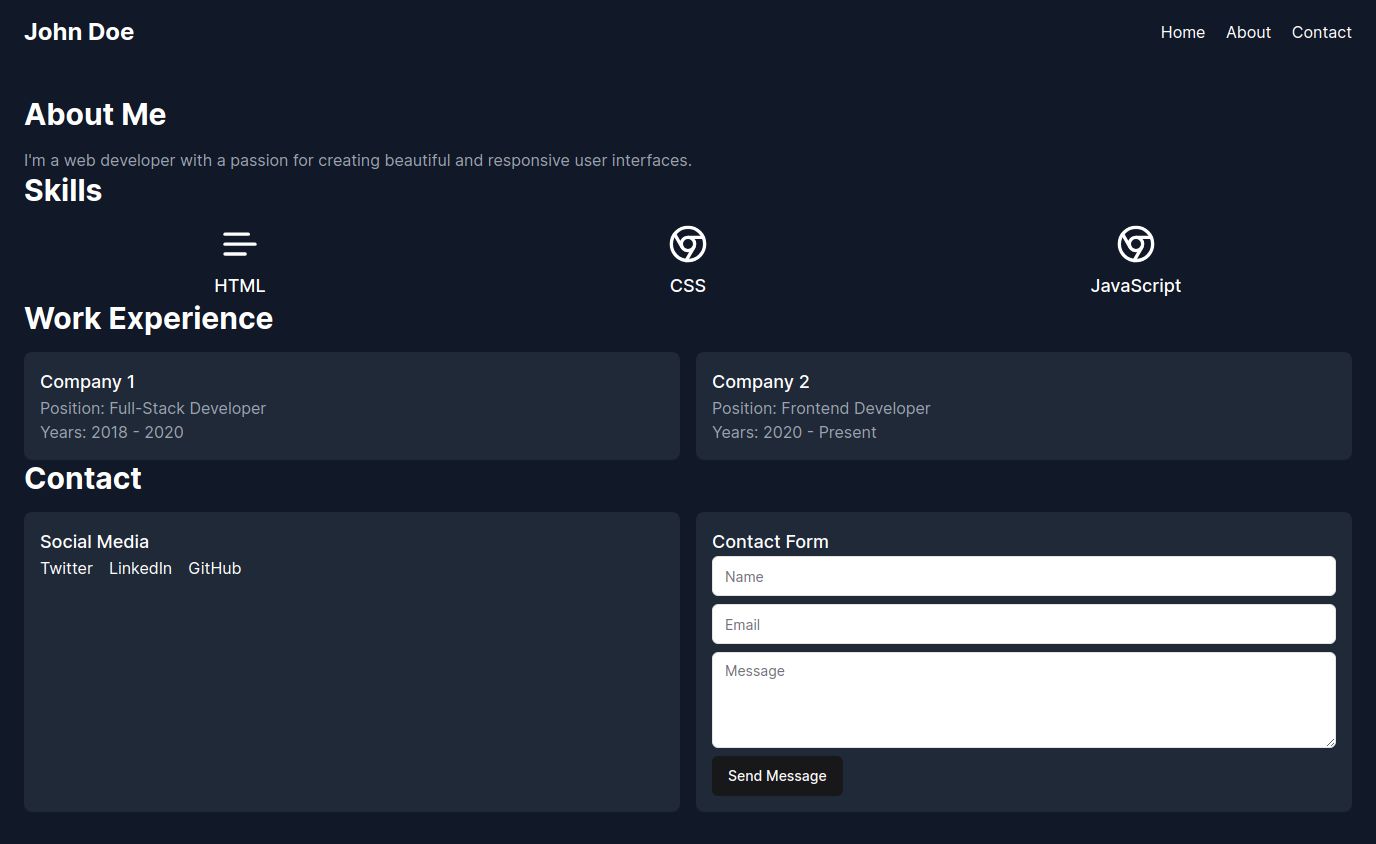 John Doe
Home About Contact
About Me
I'm a web developer with a passion for creating beautiful and responsive user interfaces.
Skills
HTML
CSS
JavaScript
Work Experience
Company 1
Position: Full-Stack Developer
Years: 2018 - 2020
Company 2
Position: Frontend Developer
Years: 2020 - Present
Contact
Social Media
Twitter LinkedIn GitHub
Contact Form
Name
Email
Message
Send Message